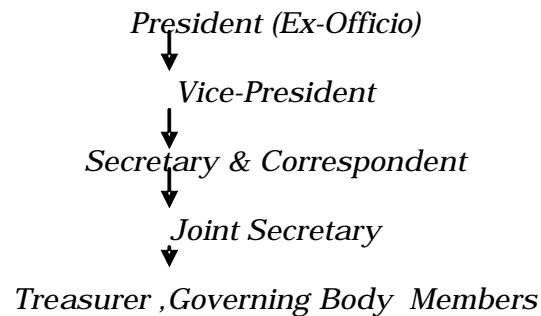 President (Ex-Officio)
Vice-President
Secretary & Correspondent
Joint Secretary
Treasurer ,Governing Body Members